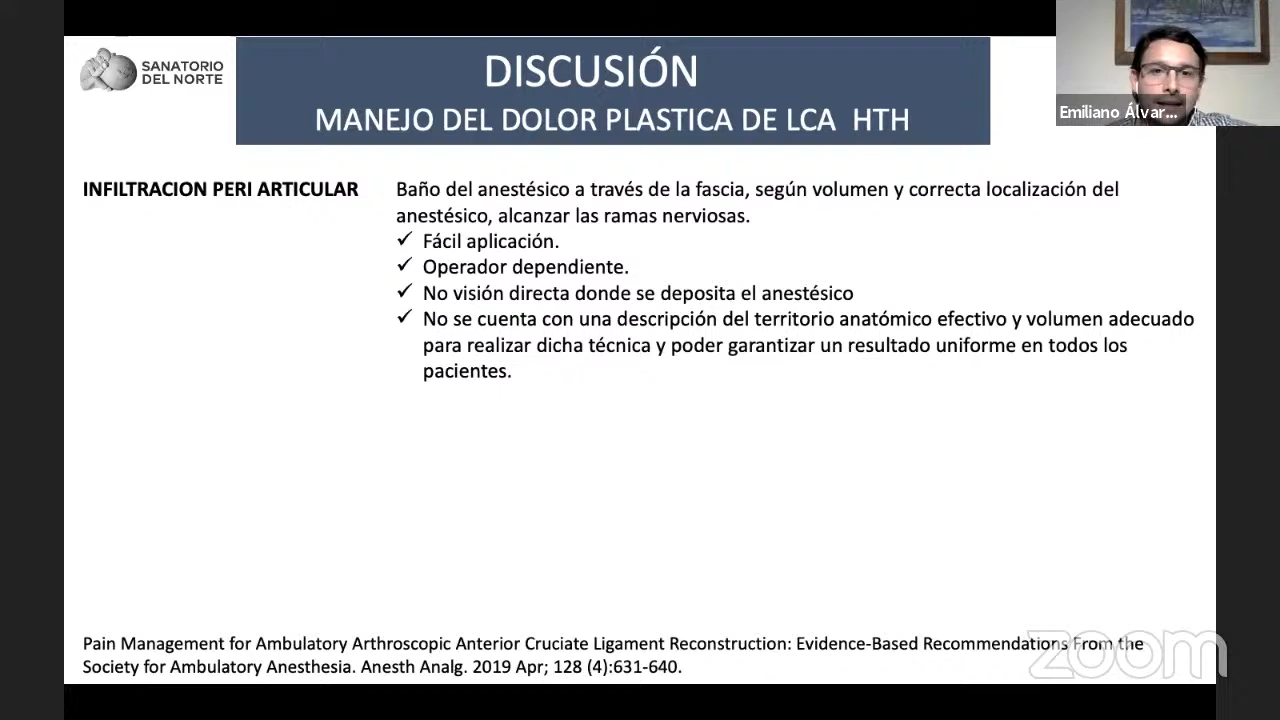 SANATORIO
DEL NORTE
DISCUSIÓN
MANEJO DEL DOLOR PLASTICA DE LCA HTH
Emiliano Álvar...
INFILTRACION PERI ARTICULAR
Baño del anestésico a través de la fascia, según volumen y correcta localización del
anestésico, alcanzar las ramas nerviosas.
✓ Fácil aplicación.
✓ Operador dependiente.
✓ No visión directa donde se deposita el anestésico
✓ No se cuenta con una descripción del territorio anatómico efectivo y volumen adecuado
para realizar dicha técnica y poder garantizar un resultado uniforme en todos los
pacientes.
Pain Management for Ambulatory Arthroscopic Anterior Cruciate Ligament Reconstruction: Evidence-Based Recommendations From the
Society for Ambulatory Anesthesia. Anesth Analg. 2019 Apr; 128 (4):631-640.
zoom